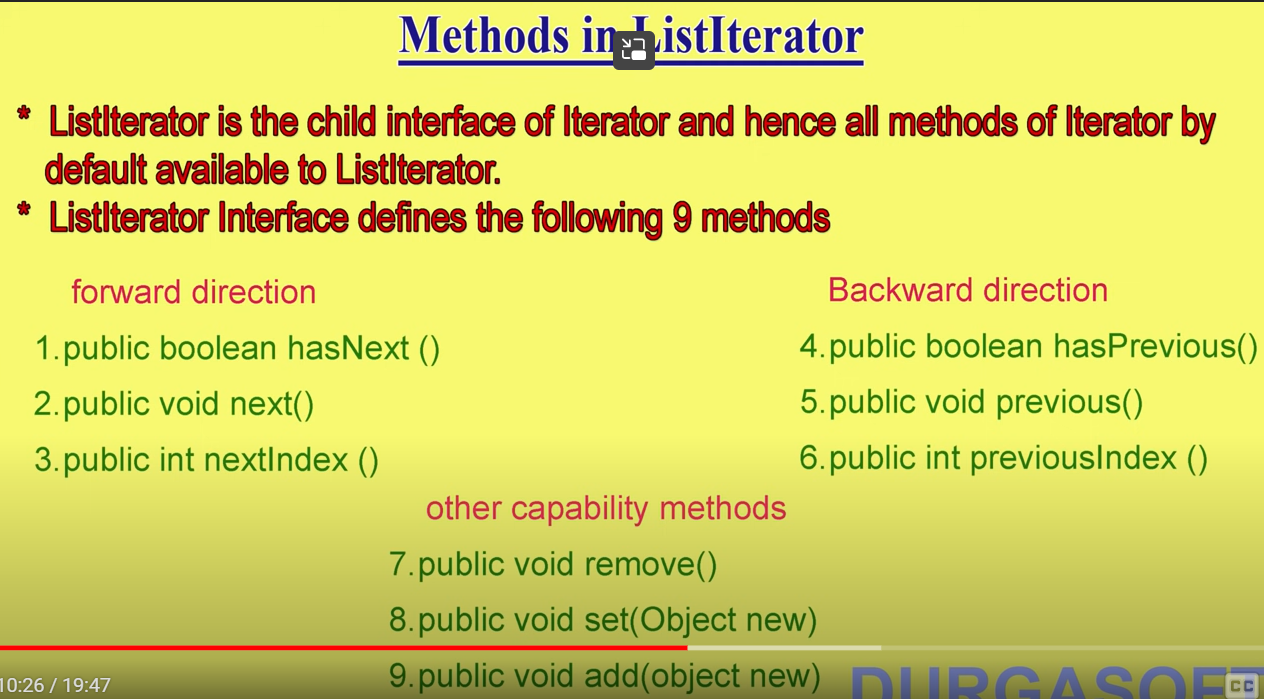 Methods in ListIterator
* ListIterator is the child interface of Iterator and hence all methods of Iterator by
default available to ListIterator.
* ListIterator Interface defines the following 9 methods
forward direction
1.public boolean hasNext ()
2.public void next()
3.public int nextIndex ()
Backward direction
4.public boolean hasPrevious()
5.public void previous()
6.public int previousIndex ()
other capability methods
7.public void remove()
8.public void set(Object new)
9.public void add(object new)
DURGASOFT
10:26 / 19:47
CC